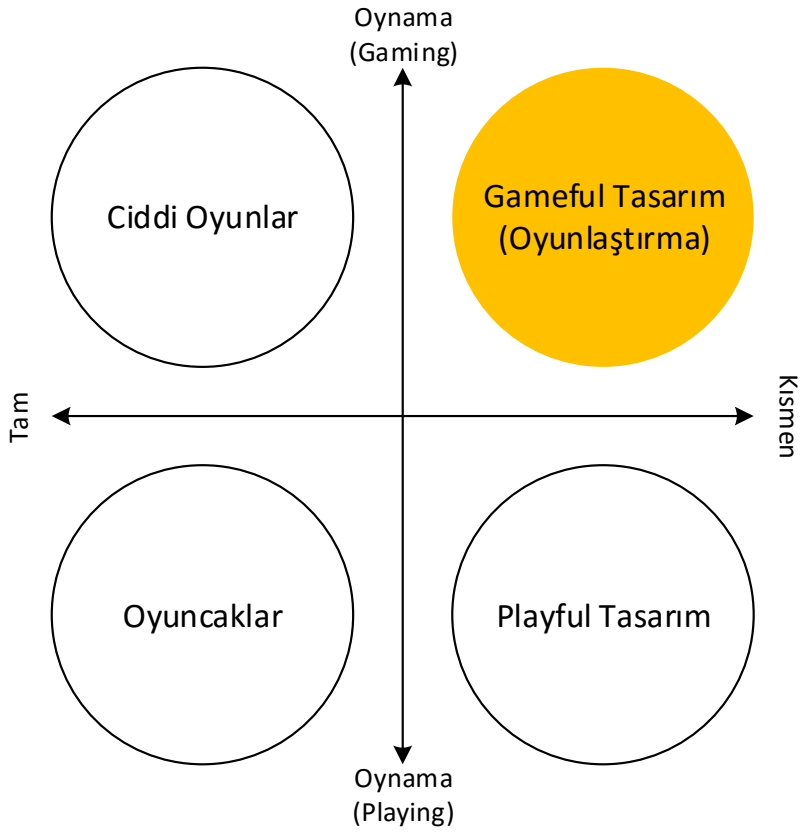 Oynama
(Gaming)
Ciddi Oyunlar
Gameful Tasarım
(Oyunlaştırma)
Tam
Kısmen
Oyuncaklar
Playful Tasarım
Oynama
(Playing)